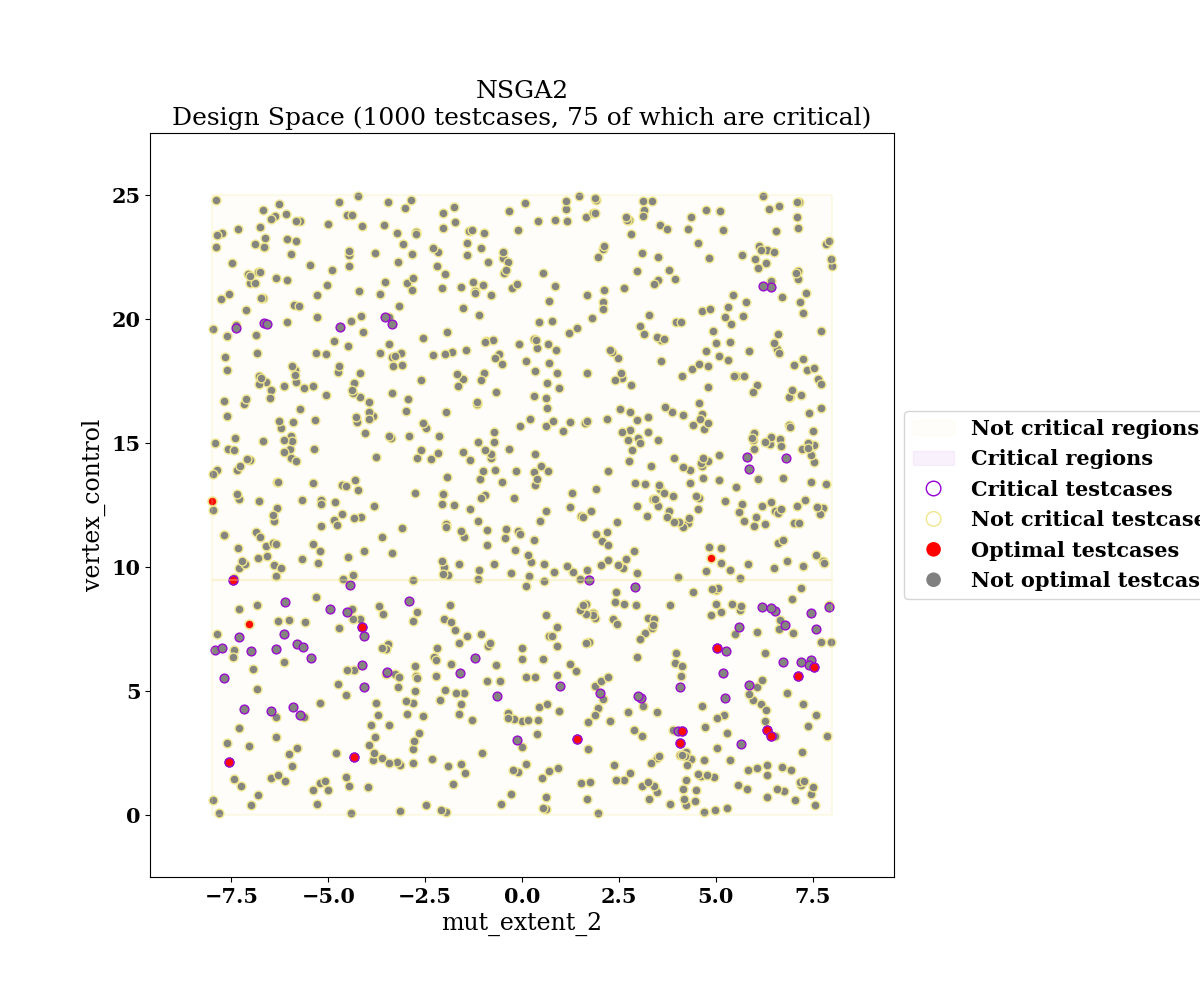 NSGA2
Design Space (1000 testcases, 75 of which are critical)
25
20
15
10
5
0
vertex_control
−7.5 −5.0 −2.5 0.0 2.5 5.0 7.5
mut_extent_2
Not critical regions
Critical regions
Critical testcases
Not critical testcase
Optimal testcases
Not optimal testcas